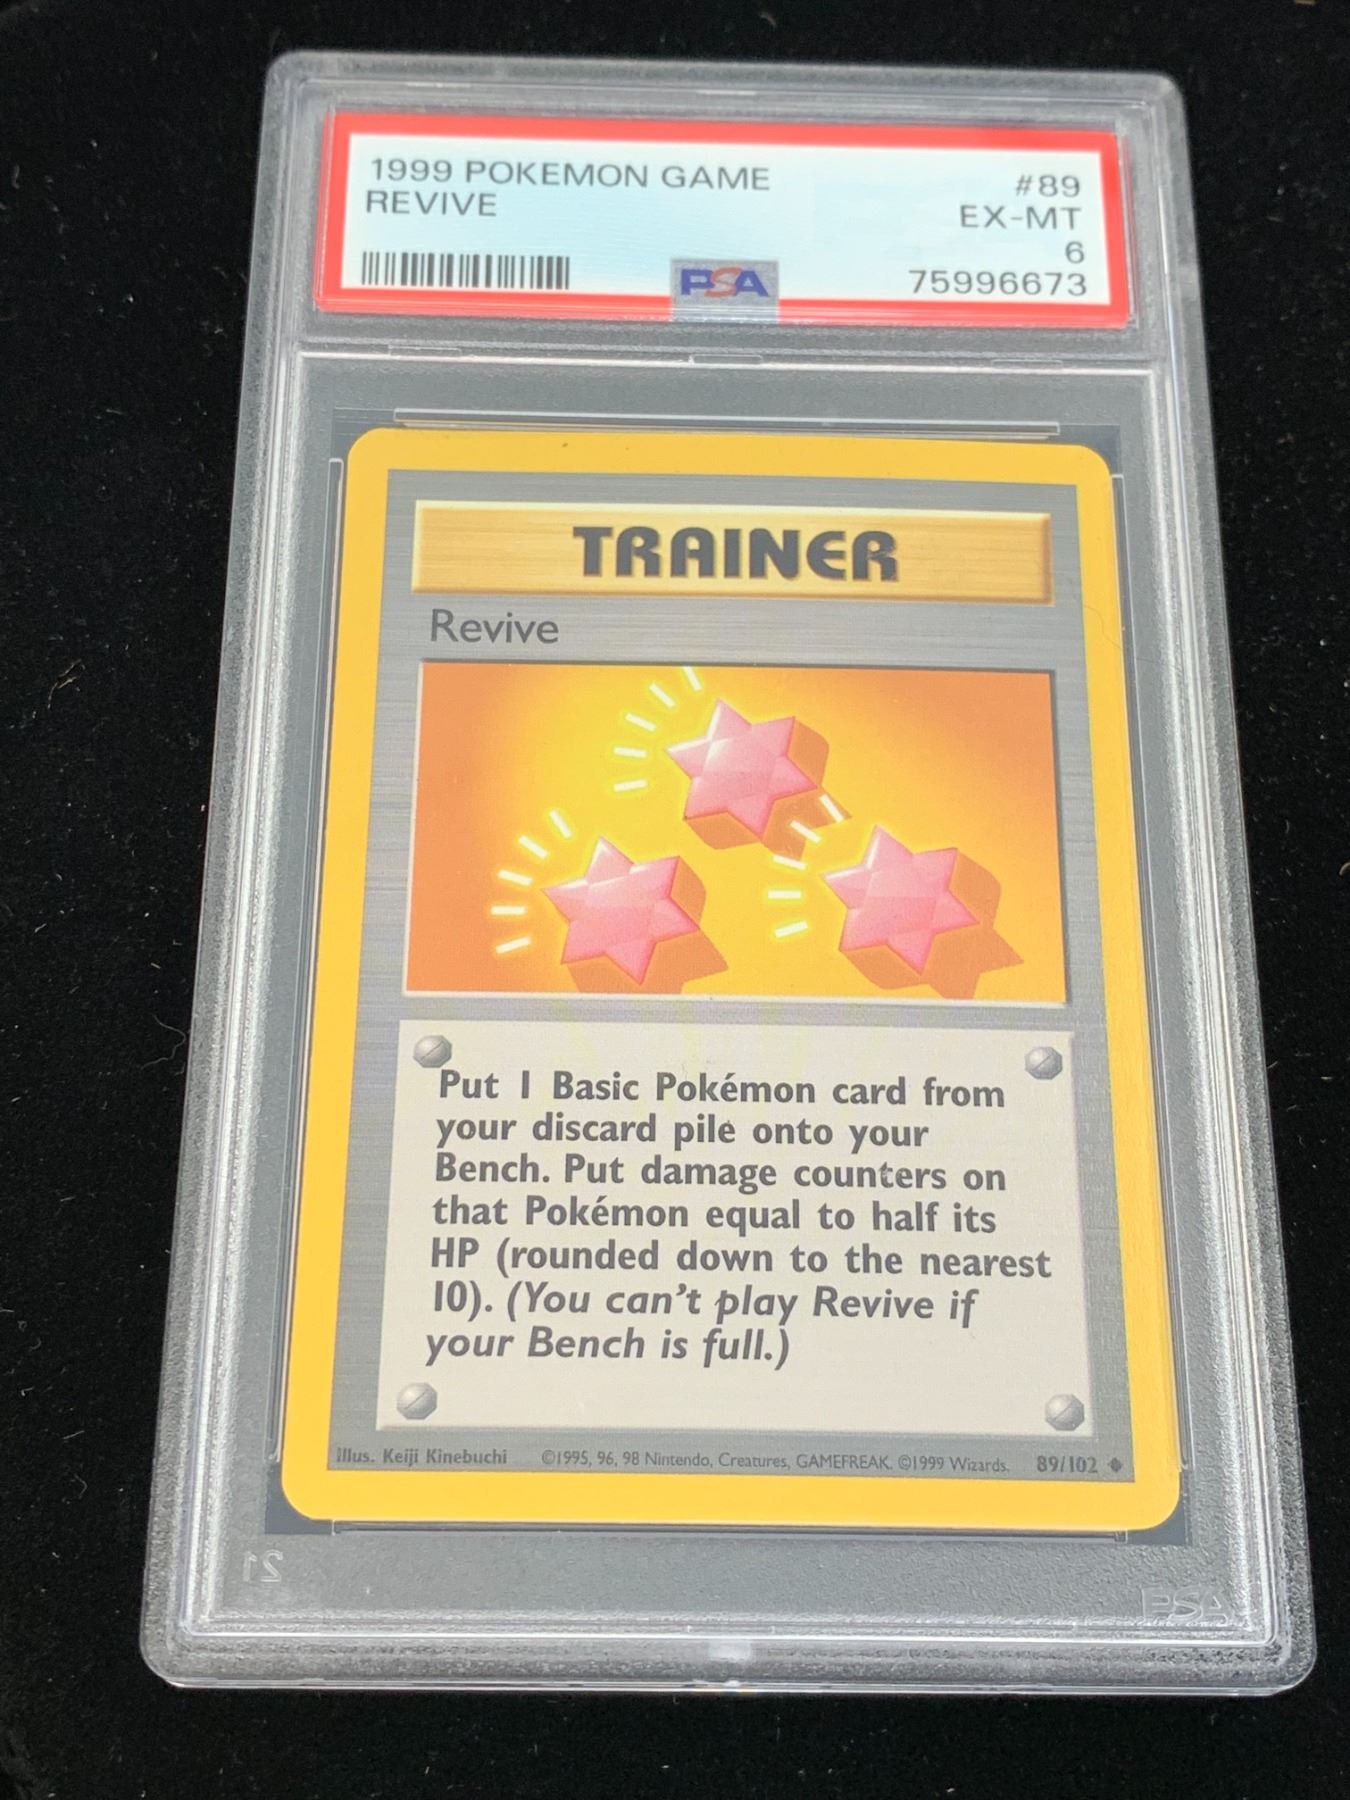 1999 POKEMON GAME #89
REVIVE EX-MT
6
PSA 75996673
TRAINER
Revive
Put 1 Basic Pokémon card from
your discard pile onto your
Bench. Put damage counters on
that Pokémon equal to half its
HP (rounded down to the nearest
10). (You can't play Revive if
your Bench is full.)
Illus. Keiji Kinebuchi ©1995, 96, 98 Nintendo, Creatures, GAMEFREAK. ©1999 Wizards. 89/102
21 PSA